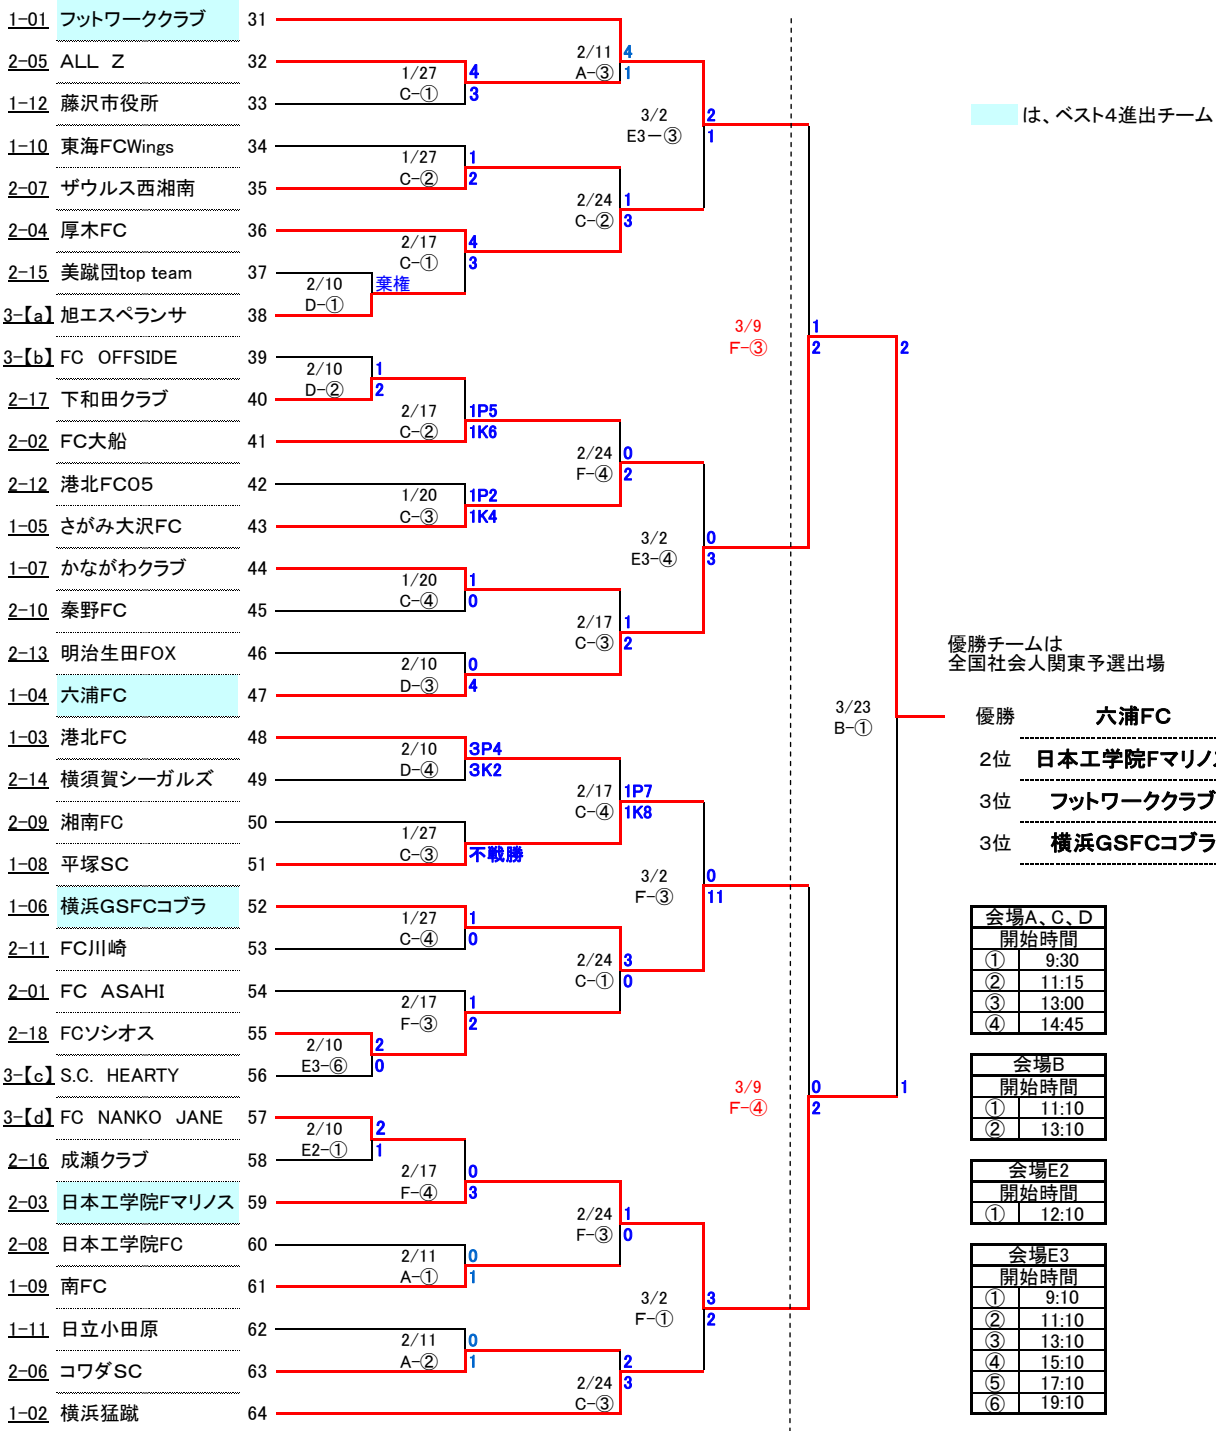 1-01 フットワーククラブ 31
2-05 ALL Z 32
1-12 藤沢市役所 33
1-10 東海FCWings 34
2-07 ザウルス西湘南 35
2-04 厚木FC 36
2-15 美蹴団top team 37
3-【a】 旭エスペランサ 38
3-【b】 FC OFFSIDE 39
2-17 下和田クラブ 40
2-02 FC大船 41
2-12 港北FC05 42
1-05 さがみ大沢FC 43
1-07 かながわクラブ 44
2-10 秦野FC 45
2-13 明治生田FOX 46
1-04 六浦FC 47
1-03 港北FC 48
2-14 横須賀シーガルズ 49
2-09 湘南FC 50
1-08 平塚SC 51
1-06 横浜GSFCコブラ 52
2-11 FC川崎 53
2-01 FC ASAHI 54
2-18 FCソシオス 55
3-【c】 S.C. HEARTY 56
3-【d】 FC NANKO JANE 57
2-16 成瀬クラブ 58
2-03 日本工学院Fマリノス 59
2-08 日本工学院FC 60
1-09 南FC 61
1-11 日立小田原 62
2-06 コワダSC 63
1-02 横浜猛蹴 64
2/10
D-①
棄権
2/10
D-②
1
2
2/10
E3-⑥
2
0
2/10
E2-①
2
1
1/27
C-①
4
3
1/27
C-②
1
2
2/17
C-①
4
3
2/17
C-②
1P5
1K6
1/20
C-③
1P2
1K4
1/20
C-④
1
0
2/10
D-③
0
4
2/10
D-④
3P4
3K2
1/27
C-③
不戦勝
1/27
C-④
1
0
2/17
F-③
1
2
2/17
F-④
0
3
2/11
A-①
0
1
2/11
A-②
0
1
2/11
A-③
4
1
2/24
C-②
1
3
2/24
F-④
0
2
2/17
C-③
1
2
2/17
C-④
1P7
1K8
2/24
C-①
3
0
2/24
F-③
1
0
2/24
C-③
2
3
3/2
E3-③
2
1
3/2
E3-④
0
3
3/2
F-③
0
11
3/2
F-①
3
2
3/9
F-③
1
2
3/9
F-④
0
2
3/23
B-①
2
1
は、ベスト4進出チーム
優勝チームは
全国社会人関東予選出場
優勝 六浦FC
2位 日本工学院Fマリノ
3位 フットワーククラブ
3位 横浜GSFCコブラ
会場A、C、D
開始時間
① 9:30
② 11:15
③ 13:00
④ 14:45
会場B
開始時間
① 11:10
② 13:10
会場E2
開始時間
① 12:10
会場E3
開始時間
① 9:10
② 11:10
③ 13:10
④ 15:10
⑤ 17:10
⑥ 19:10